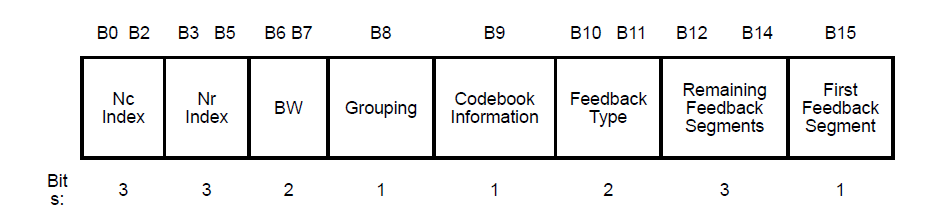 B0 B2 B3 B5 B6 B7 B8 B9 B10 B11 B12 B14 B15
Nc
Index
Nr
Index
BW
Grouping
Codebook
Information
Feedback
Type
Remaining
Feedback
Segments
First
Feedback
Segment
Bit
s:
3 3 2 1 1 2 3 1